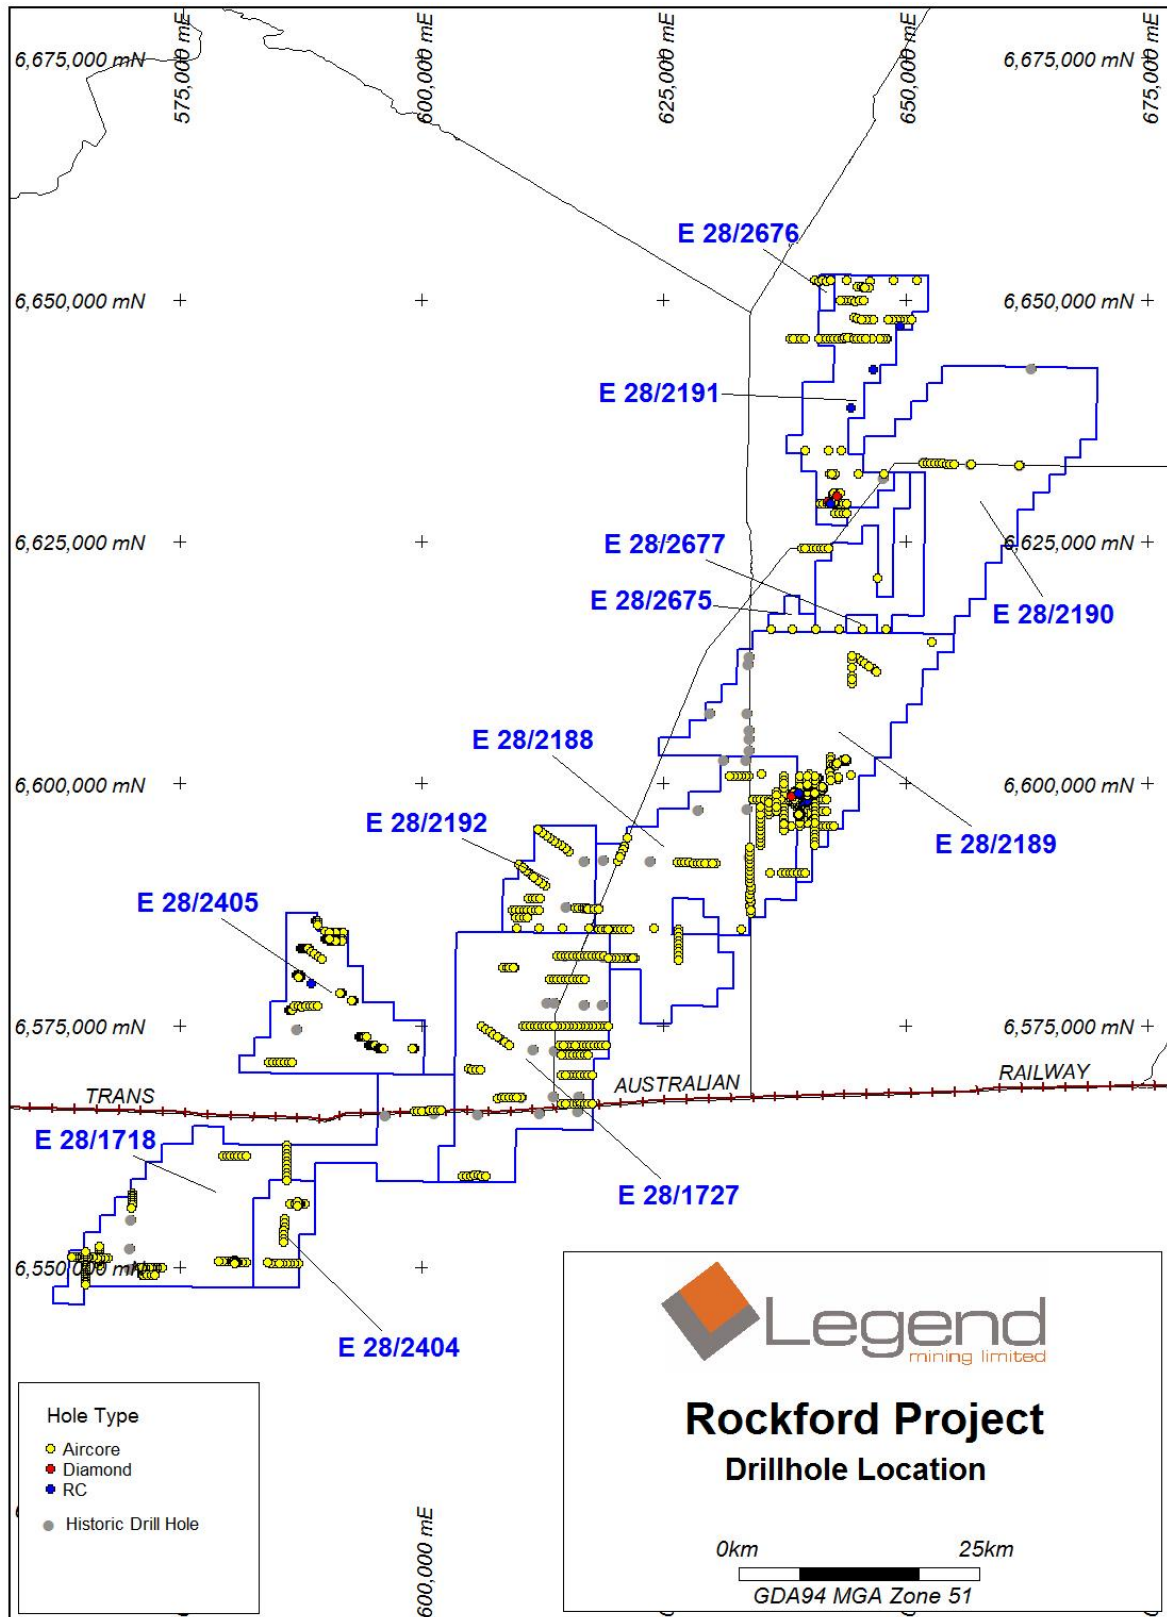 575,000 mE
600,000 mE
625,000 mE
650,000 mE
675,000 mE
6,675,000 mN
6,675,000 mN
E 28/2676
6,650,000 mN
6,650,000 mN
E 28/2191
6,625,000 mN
E 28/2677
6,625,000 mN
E 28/2675
E 28/2190
E 28/2188
6,600,000 mN
6,600,000 mN
E 28/2192
E 28/2189
E 28/2405
6,575,000 mN
6,575,000 mN
TRANS
AUSTRALIAN
RAILWAY
E 28/1718
E 28/1727
6,550,000 mN
E 28/2404
Legend
mining limited
Rockford Project
Drillhole Location
0km
25km
GDA94 MGA Zone 51
Hole Type
Aircore
Diamond
RC
Historic Drill Hole
600,000 mE